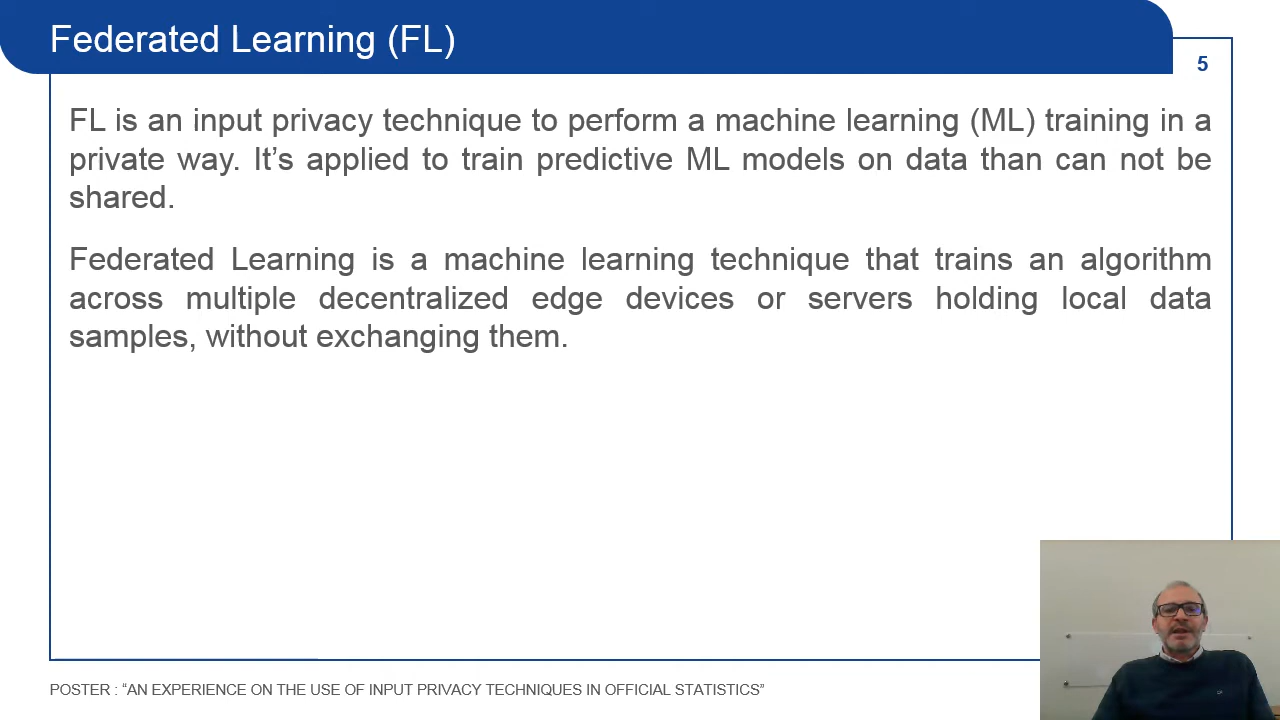 Federated Learning (FL)
5
FL is an input privacy technique to perform a machine learning (ML) training in a
private way. It’s applied to train predictive ML models on data than can not be
shared.
Federated Learning is a machine learning technique that trains an algorithm
across multiple decentralized edge devices or servers holding local data
samples, without exchanging them.
POSTER : “AN EXPERIENCE ON THE USE OF INPUT PRIVACY TECHNIQUES IN OFFICIAL STATISTICS”